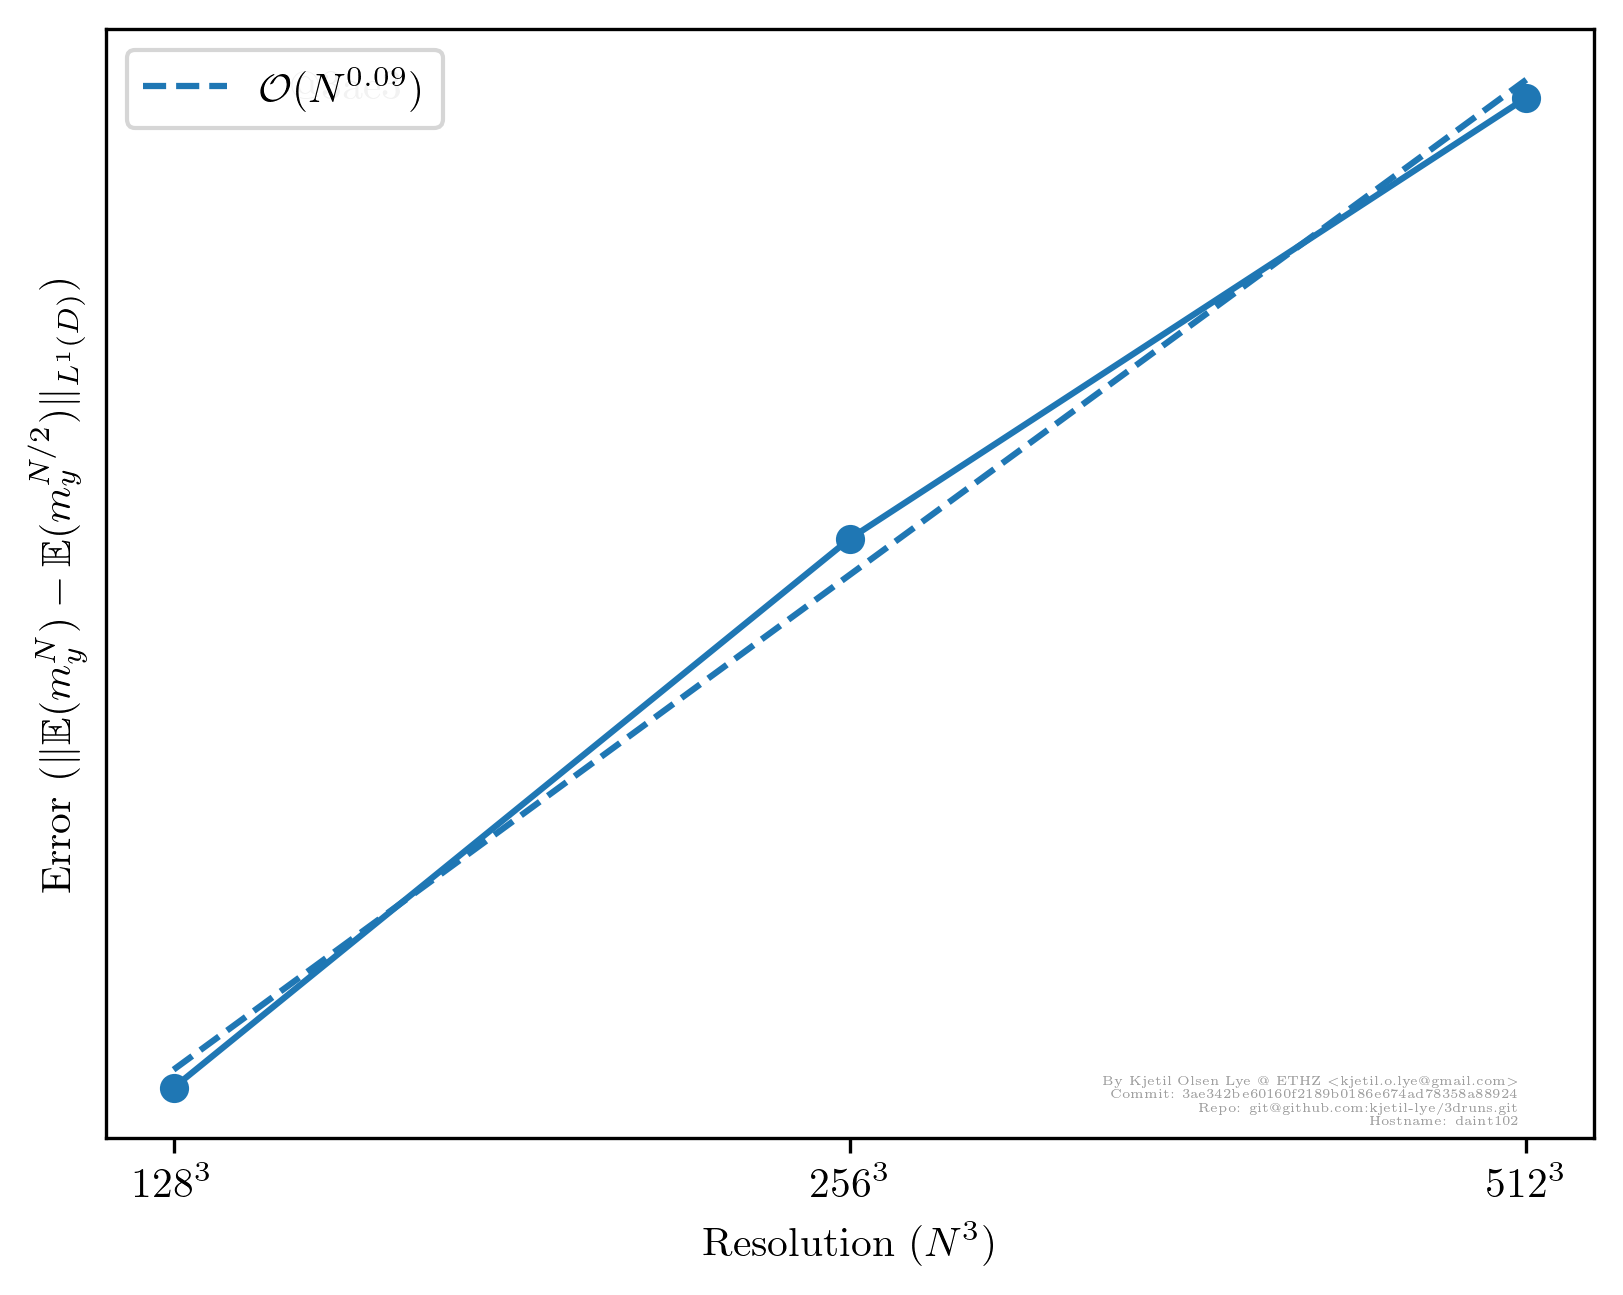 O(N^0.09)
Error (||𝔼(m_y^N) − 𝔼(m_y^{N/2})||_{L^1(D)})
By Kjetil Olsen Lye @ ETHZ <kjetil.o.lye@gmail.com>
Commit: 3ae342be60160f2189b0186e674ad78358a88924
Repo: git@github.com:kjetil-lye/3druns.git
Hostname: daint102
128^3
256^3
512^3
Resolution (N^3)